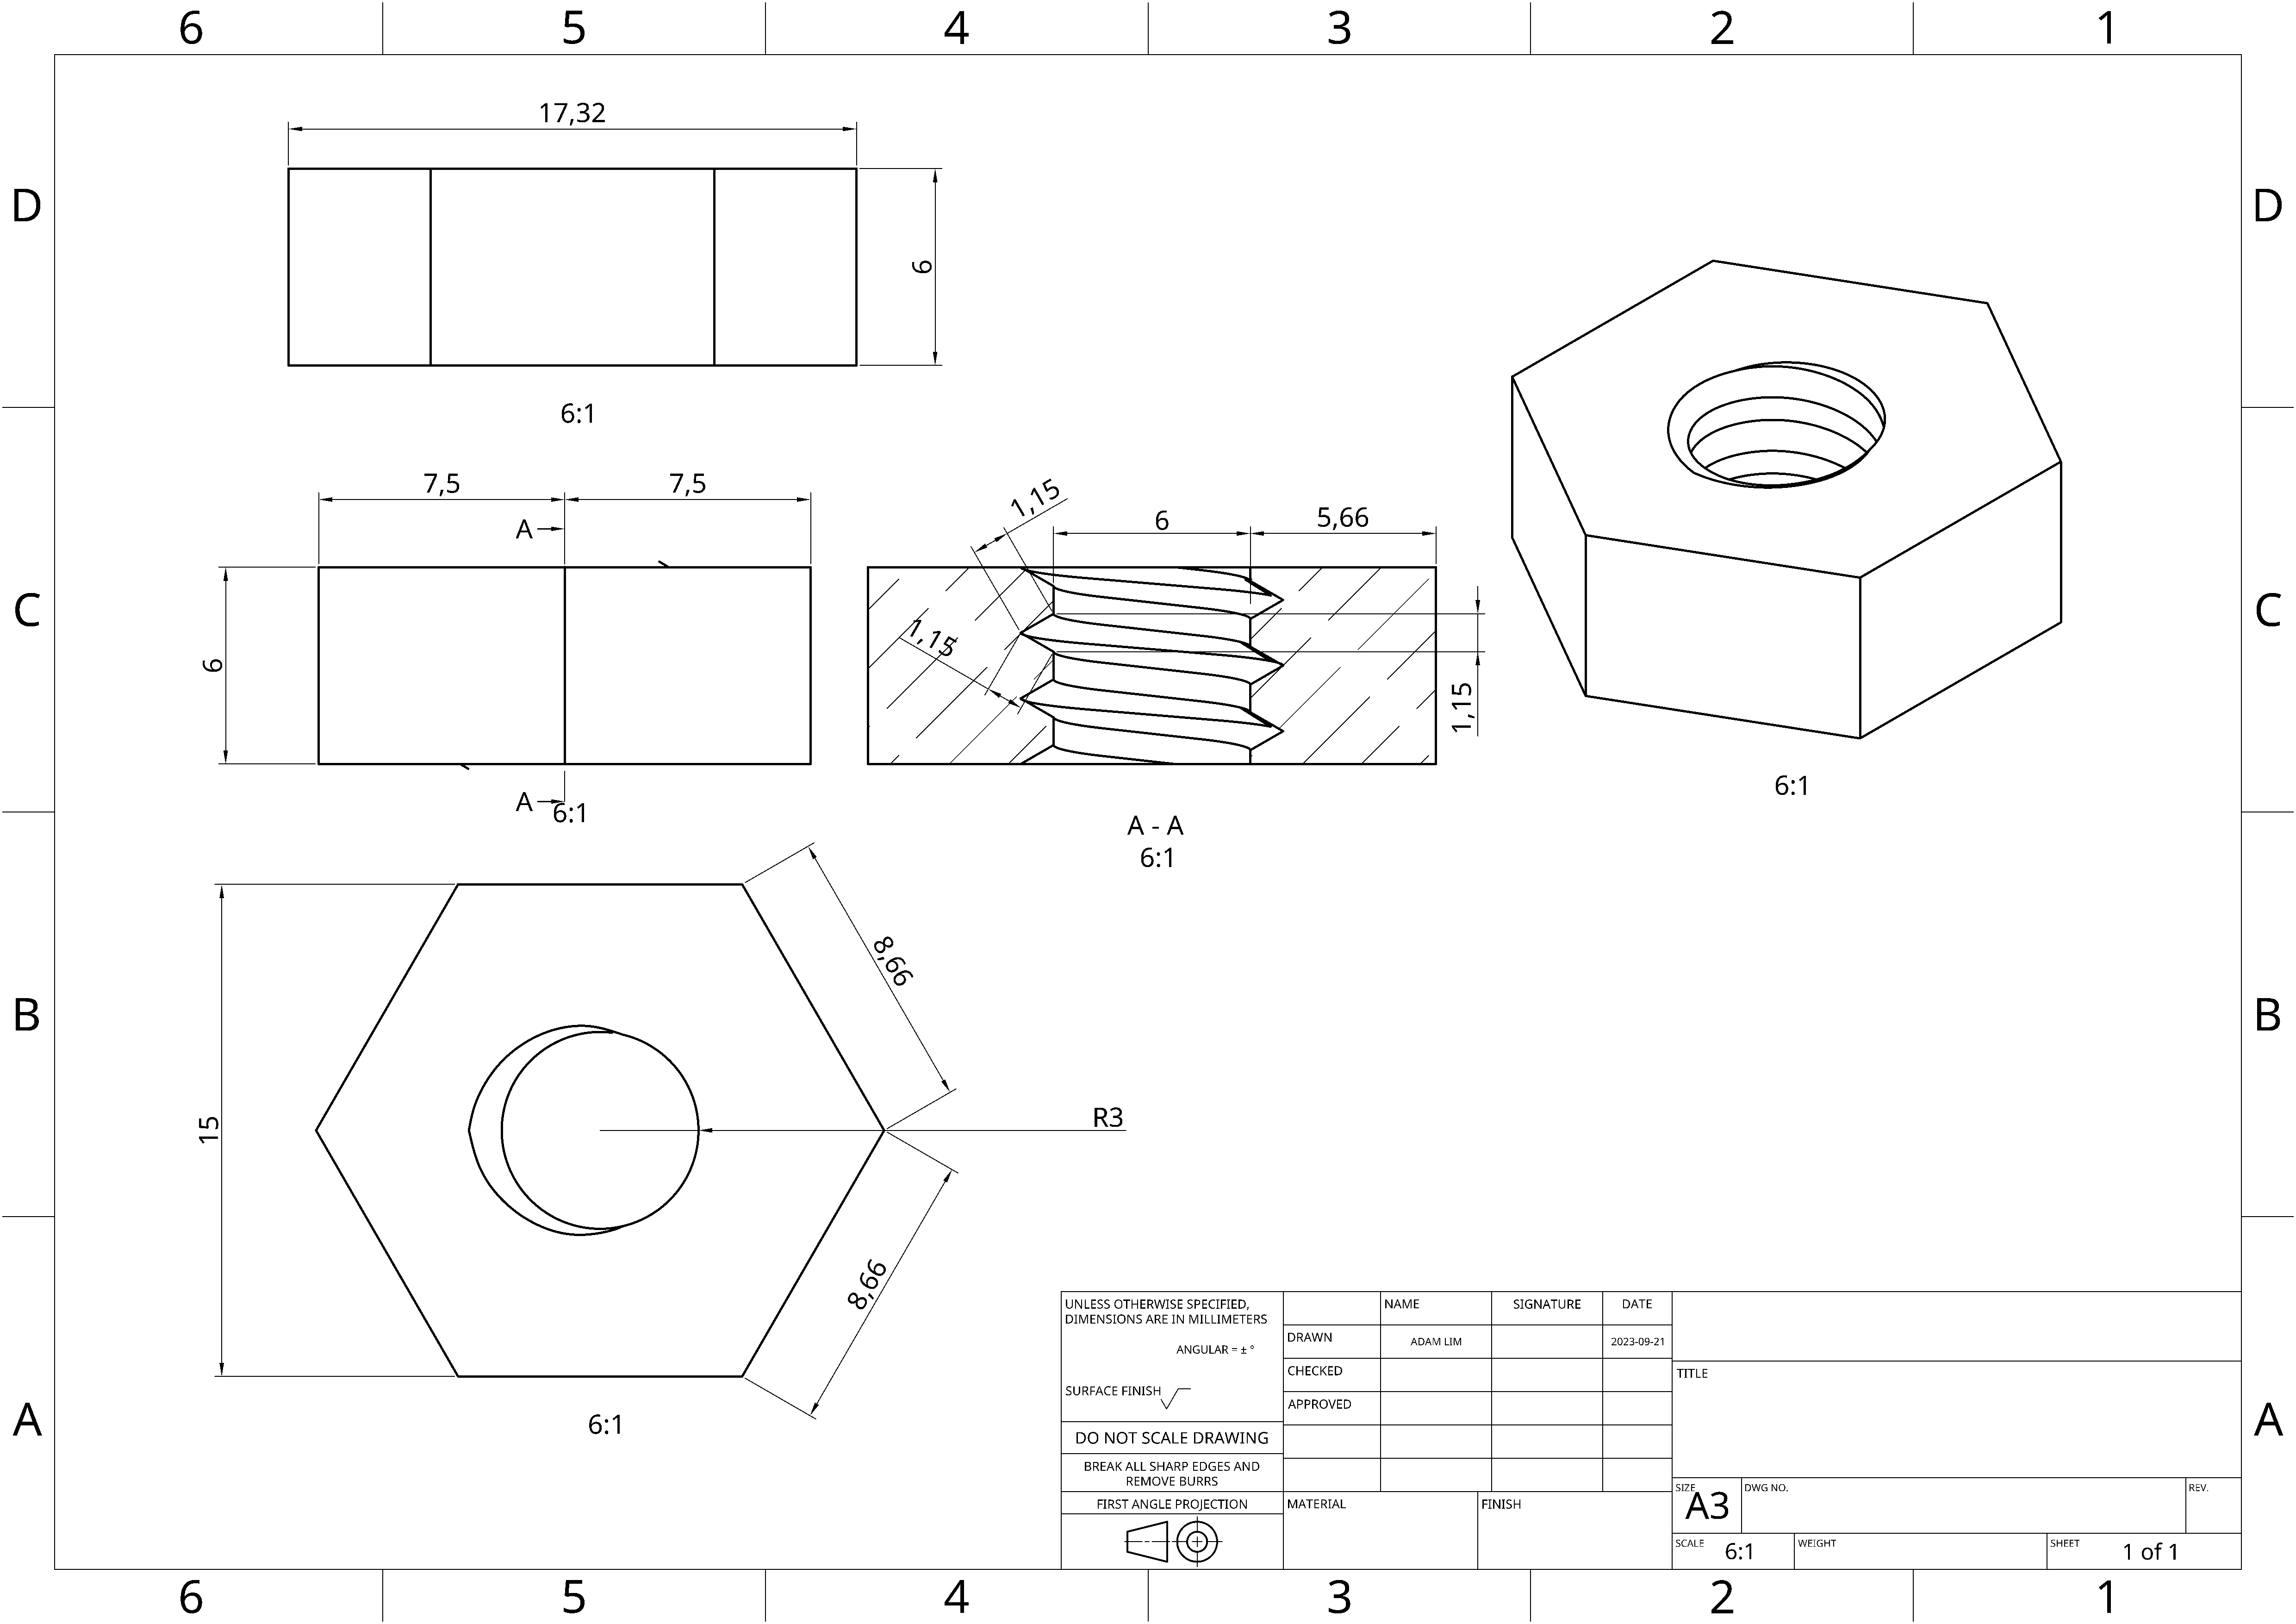 6 5 4 3 2 1
D D
17,32
6
6:1
C C
7,5 7,5
A
6
A
6:1
1,15
6 5,66
1,15
1,15
A - A
6:1
6:1
B B
8,66
15
R3
8,66
6:1
A A
UNLESS OTHERWISE SPECIFIED,
DIMENSIONS ARE IN MILLIMETERS
ANGULAR = ± °
SURFACE FINISH
DO NOT SCALE DRAWING
BREAK ALL SHARP EDGES AND
REMOVE BURRS
FIRST ANGLE PROJECTION
NAME SIGNATURE DATE
DRAWN ADAM LIM 2023-09-21
CHECKED
APPROVED
MATERIAL FINISH
TITLE
SIZE DWG NO. REV.
A3
SCALE 6:1 WEIGHT SHEET 1 of 1
6 5 4 3 2 1